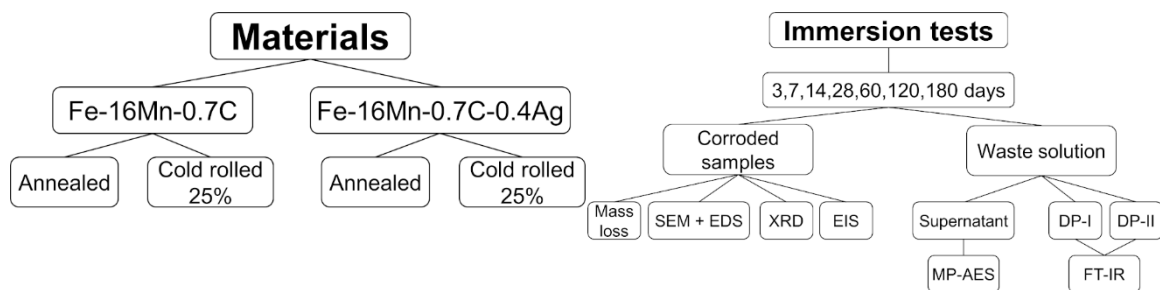 Materials
Fe-16Mn-0.7C
Fe-16Mn-0.7C-0.4Ag
Annealed
Cold rolled
25%
Annealed
Cold rolled
25%
Immersion tests
3,7,14,28,60,120,180 days
Corroded
samples
Waste solution
Mass
loss
SEM + EDS
XRD
EIS
Supernatant
DP-I
DP-II
MP-AES
FT-IR